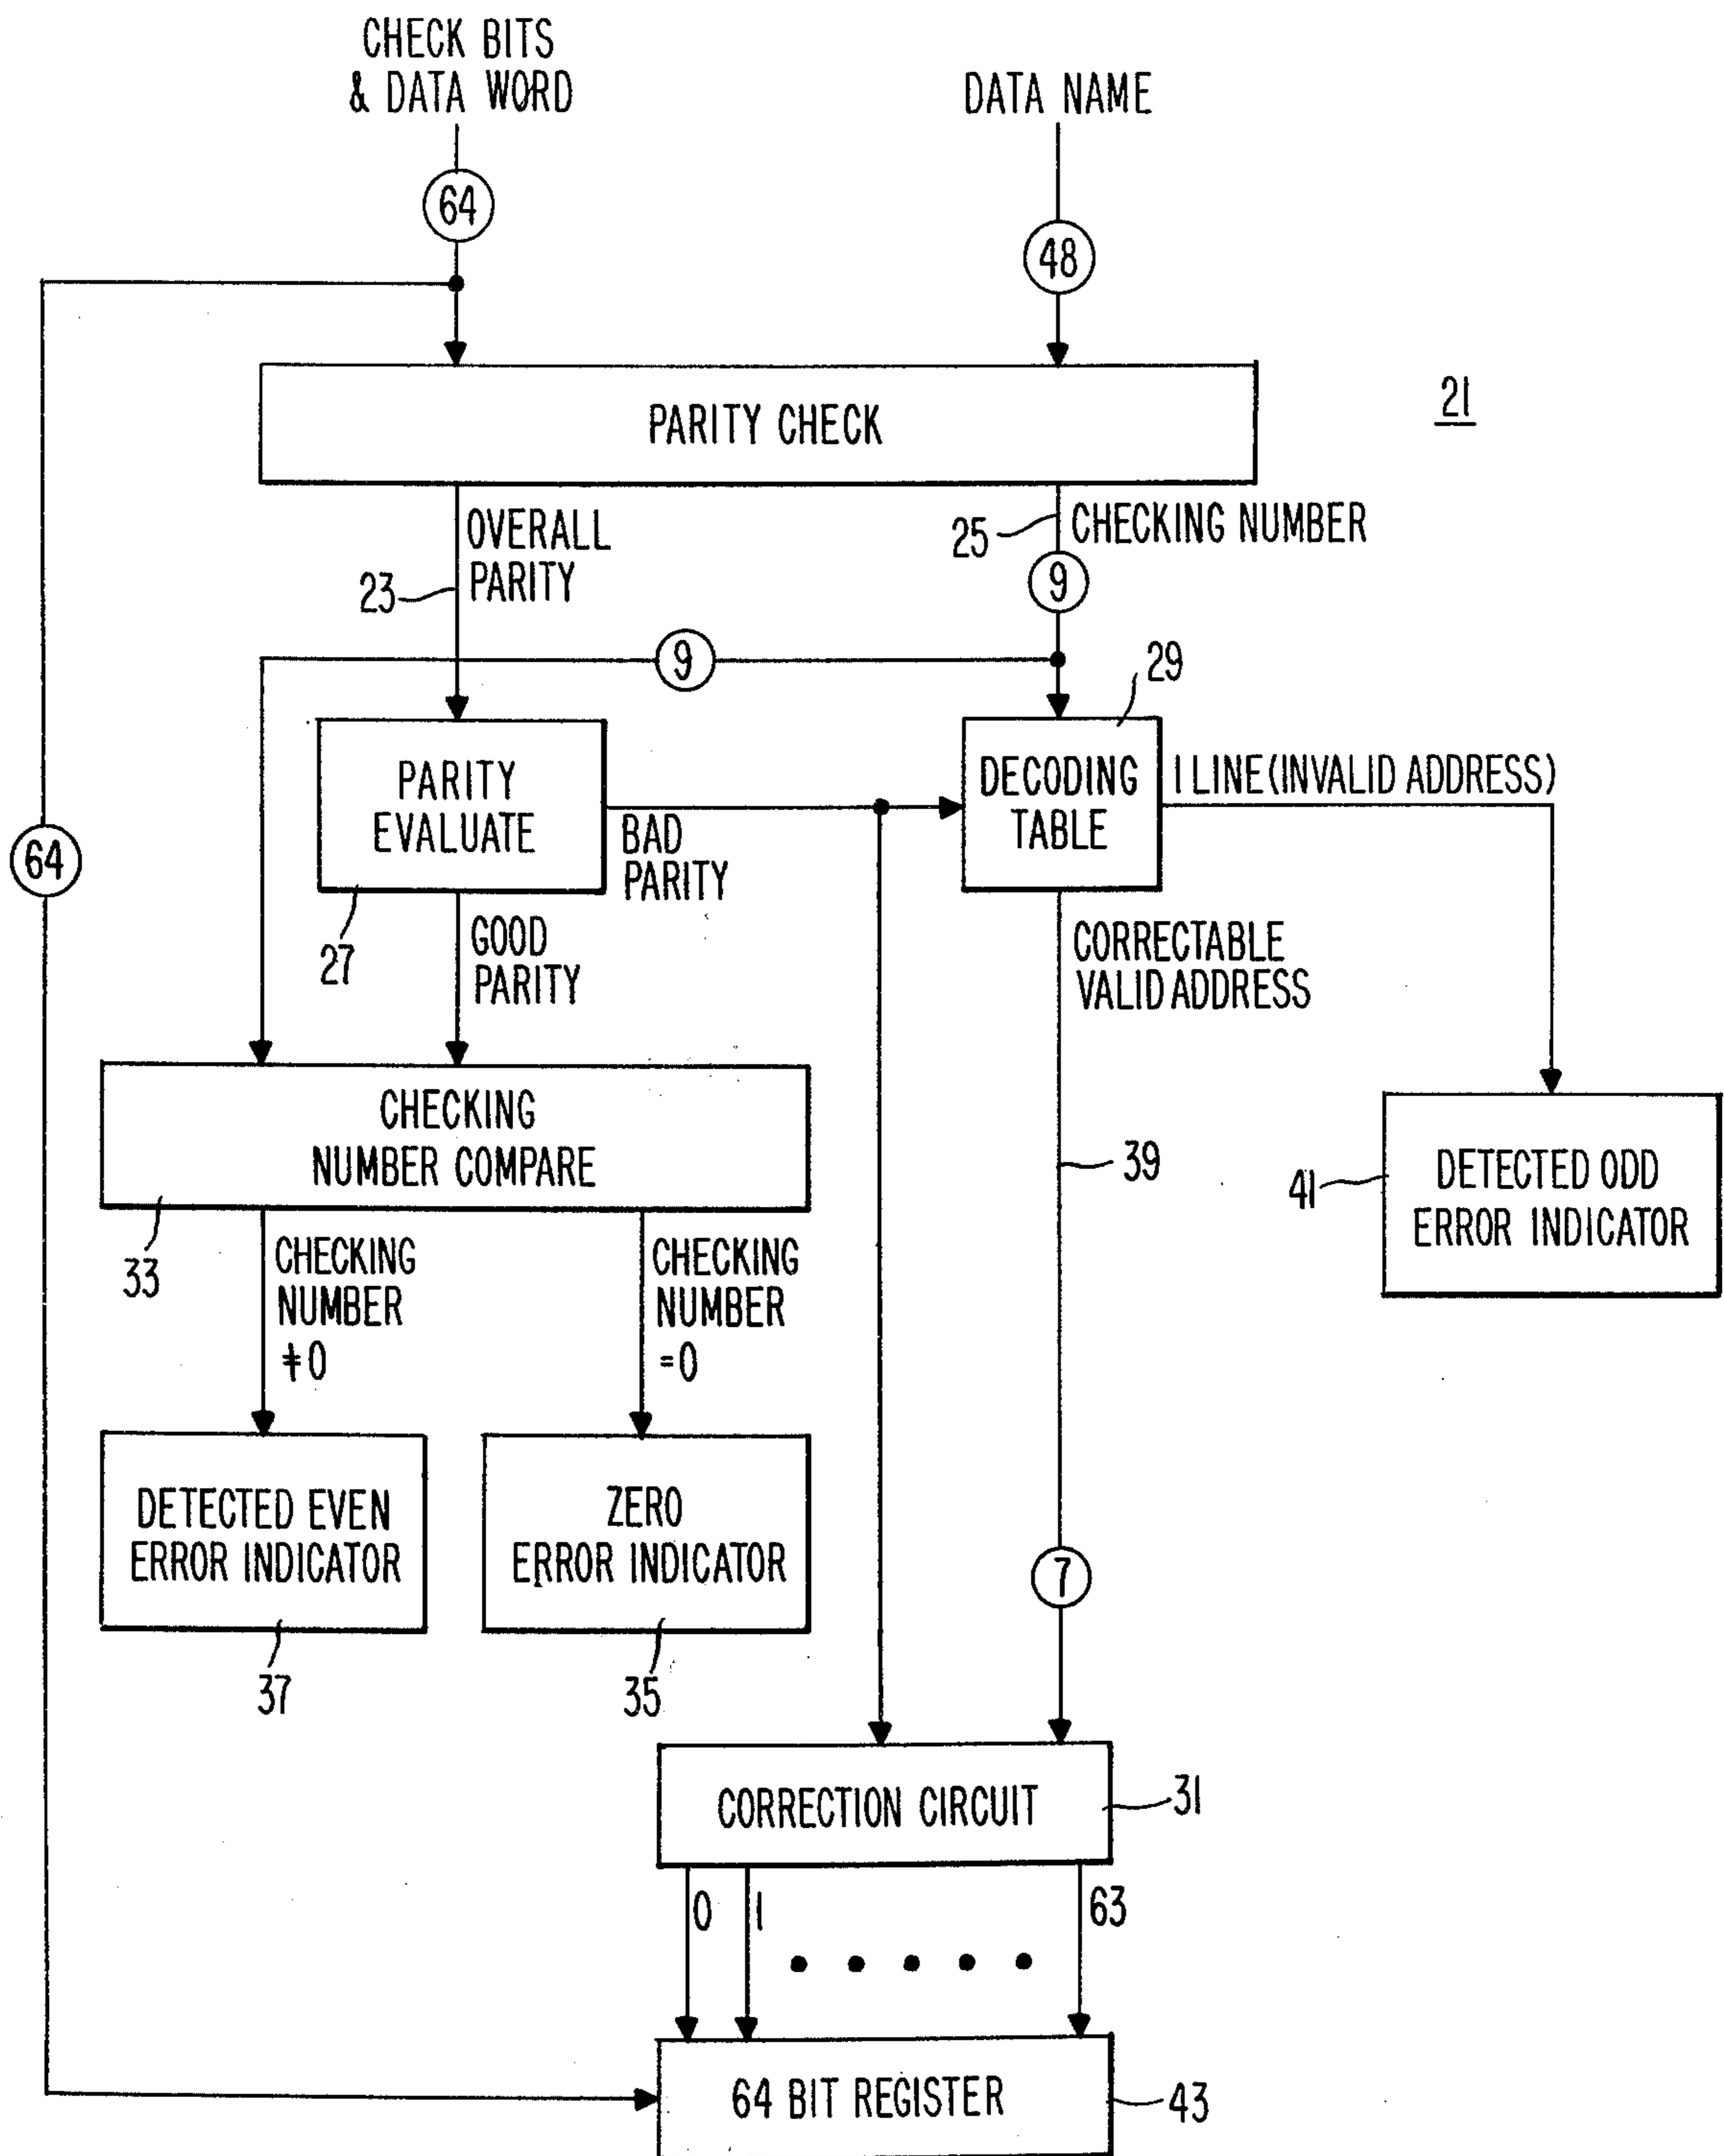 CHECK BITS
& DATA WORD
DATA NAME
64
48
PARITY CHECK
21
OVERALL
PARITY
23
25
CHECKING NUMBER
9
9
29
PARITY
EVALUATE
27
BAD
PARITY
DECODING
TABLE
1 LINE (INVALID ADDRESS)
64
GOOD
PARITY
CORRECTABLE
VALID ADDRESS
CHECKING
NUMBER COMPARE
33
39
41
DETECTED ODD
ERROR INDICATOR
CHECKING
NUMBER
≠0
CHECKING
NUMBER
=0
DETECTED EVEN
ERROR INDICATOR
37
ZERO
ERROR INDICATOR
35
7
CORRECTION CIRCUIT
31
0
1
63
64 BIT REGISTER
43